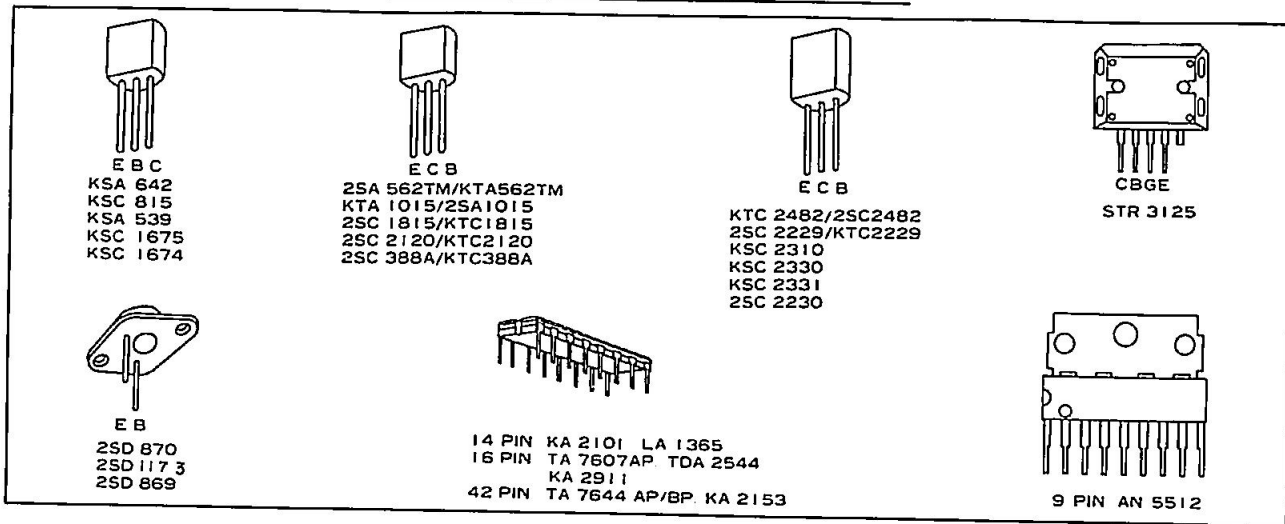 E B C
KSA 642
KSC 815
KSA 539
KSC 1675
KSC 1674
E C B
2SA 562TM/KTA562TM
KTA 1015/2SA1015
2SC 1815/KTC1815
2SC 2120/KTC2120
2SC 388A/KTC388A
E C B
KTC 2482/2SC2482
2SC 2229/KTC2229
KSC 2310
KSC 2330
KSC 2331
2SC 2230
CBGE
STR 3125
E B
2SD 870
2SD 1173
2SD 869
14 PIN KA 2101 LA 1365
16 PIN TA 7607AP. TDA 2544
KA 2911
42 PIN TA 7644 AP/BP. KA 2153
9 PIN AN 5512